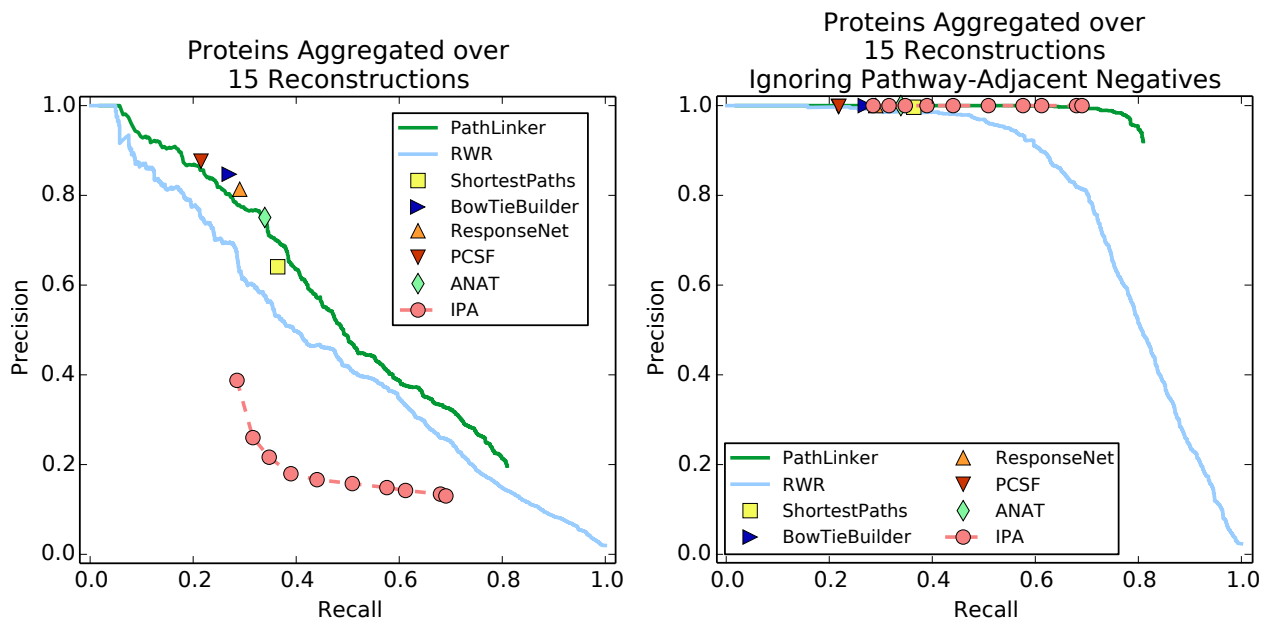 Proteins Aggregated over
15 Reconstructions
1.0
0.8
0.6
0.4
0.2
0.0
Precision
0.0
0.2
0.4
0.6
0.8
1.0
Recall
PathLinker
RWR
ShortestPaths
BowTieBuilder
ResponseNet
PCSF
ANAT
IPA
Proteins Aggregated over
15 Reconstructions
Ignoring Pathway-Adjacent Negatives
1.0
0.8
0.6
0.4
0.2
0.0
Precision
0.0
0.2
0.4
0.6
0.8
1.0
Recall
PathLinker
RWR
ShortestPaths
BowTieBuilder
ResponseNet
PCSF
ANAT
IPA